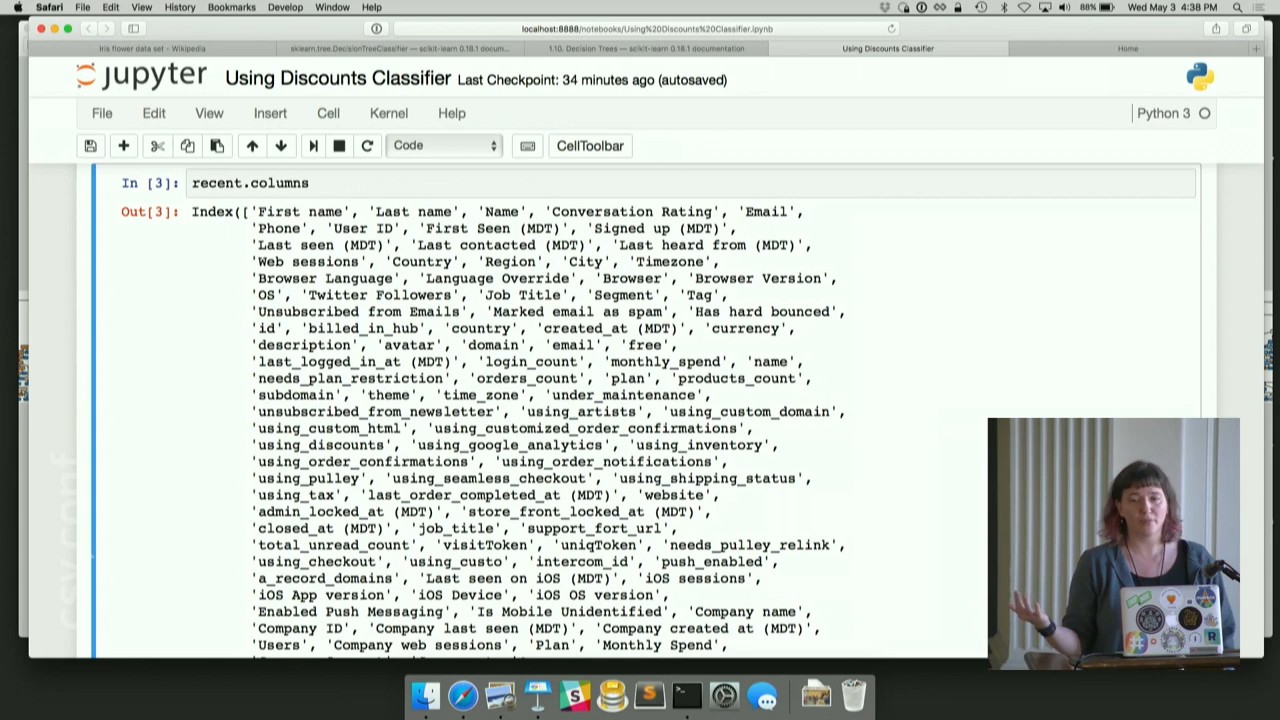 Safari File Edit View History Bookmarks Develop Window Help 88% Wed May 3 4:38 PM
localhost:8888/notebooks/Using%20Discounts%20Classifier.ipynb
Iris flower data set - Wikipedia sklearn.tree.DecisionTreeClassifier — scikit-learn 0.18.1 docum... 1.10. Decision Trees — scikit-learn 0.18.1 documentation Using Discounts Classifier Home
jupyter Using Discounts Classifier Last Checkpoint: 34 minutes ago (autosaved)
File Edit View Insert Cell Kernel Help Python 3
Code CellToolbar
In [3]: recent.columns
Out[3]: Index(['First name', 'Last name', 'Name', 'Conversation Rating', 'Email',
'Phone', 'User ID', 'First Seen (MDT)', 'Signed up (MDT)',
'Last seen (MDT)', 'Last contacted (MDT)', 'Last heard from (MDT)',
'Web sessions', 'Country', 'Region', 'City', 'Timezone',
'Browser Language', 'Language Override', 'Browser', 'Browser Version',
'OS', 'Twitter Followers', 'Job Title', 'Segment', 'Tag',
'Unsubscribed from Emails', 'Marked email as spam', 'Has hard bounced',
'id', 'billed_in_hub', 'country', 'created_at (MDT)', 'currency',
'description', 'avatar', 'domain', 'email', 'free',
'last_logged_in_at (MDT)', 'login_count', 'monthly_spend', 'name',
'needs_plan_restriction', 'orders_count', 'plan', 'products_count',
'subdomain', 'theme', 'time_zone', 'under_maintenance',
'unsubscribed_from_newsletter', 'using_artists', 'using_custom_domain',
'using_custom_html', 'using_customized_order_confirmations',
'using_discounts', 'using_google_analytics', 'using_inventory',
'using_order_confirmations', 'using_order_notifications',
'using_pulley', 'using_seamless_checkout', 'using_shipping_status',
'using_tax', 'last_order_completed_at (MDT)', 'website',
'admin_locked_at (MDT)', 'store_front_locked_at (MDT)',
'closed_at (MDT)', 'job_title', 'support_fort_url',
'total_unread_count', 'visitToken', 'uniqToken', 'needs_pulley_relink',
'using_checkout', 'using_custo', 'intercom_id', 'push_enabled',
'a_record_domains', 'Last seen on iOS (MDT)', 'iOS sessions',
'iOS App version', 'iOS Device', 'iOS OS version',
'Enabled Push Messaging', 'Is Mobile Unidentified', 'Company name',
'Company ID', 'Company last seen (MDT)', 'Company created at (MDT)',
'Users', 'Company web sessions', 'Plan', 'Monthly Spend',
csv,conf